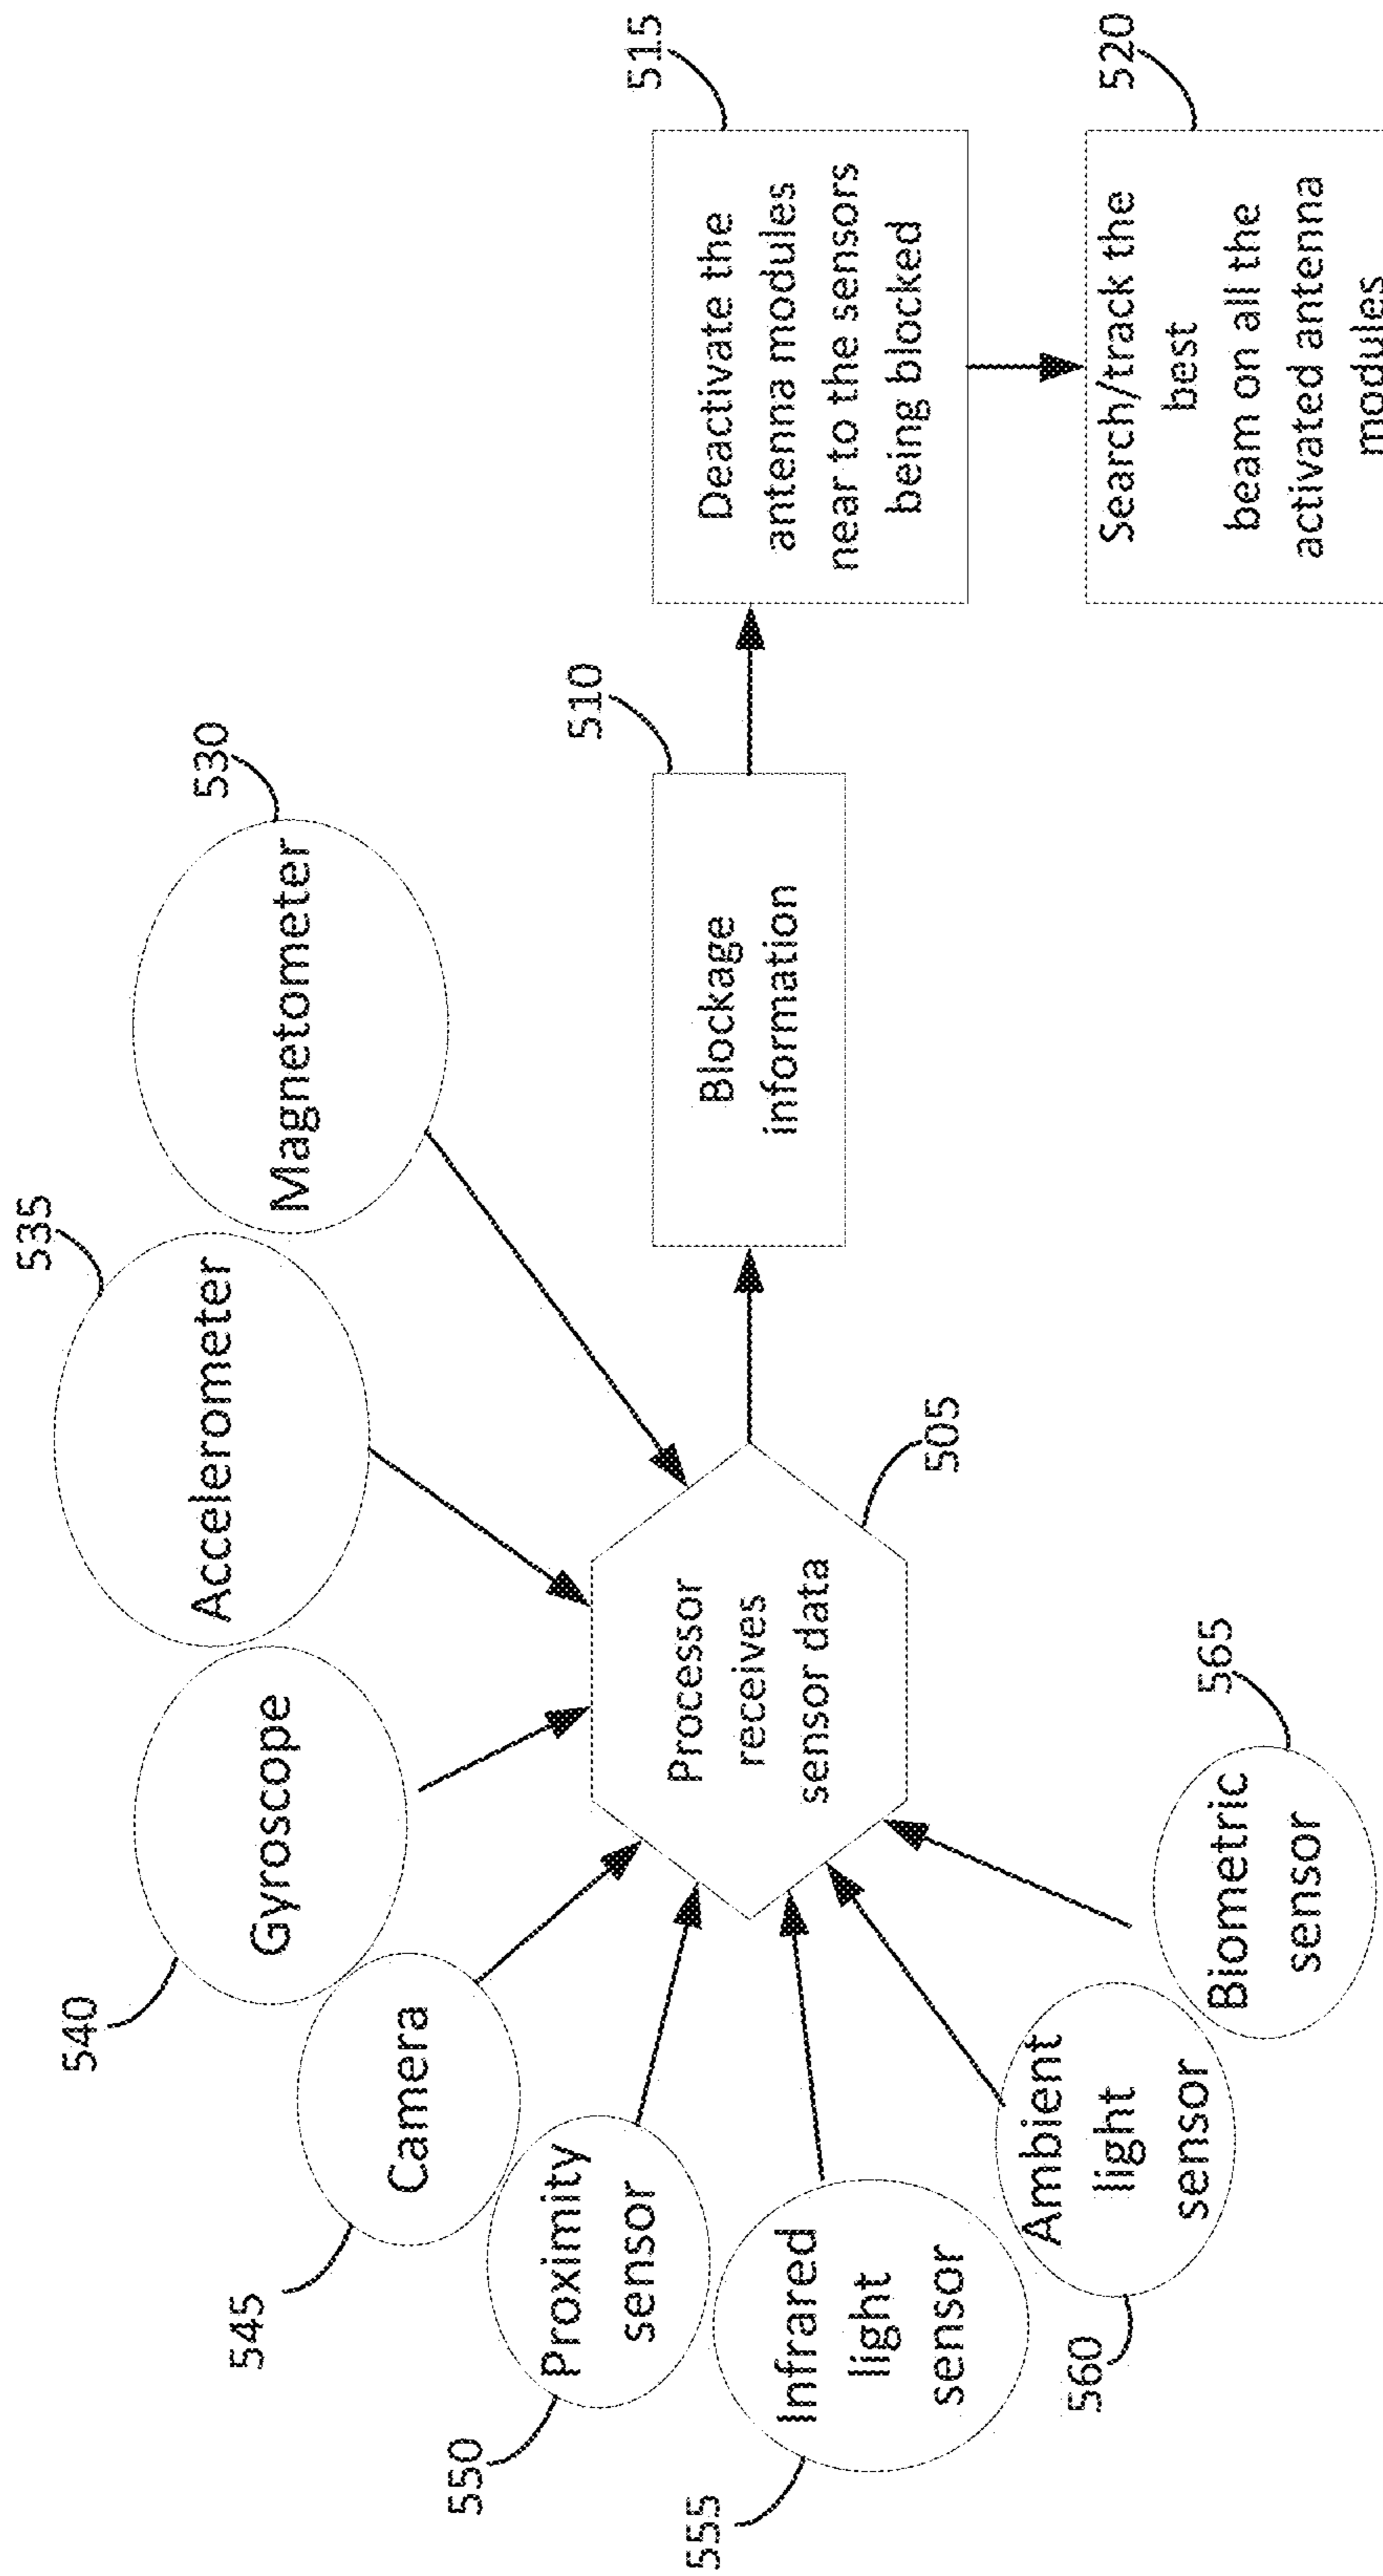 535
Accelerometer
530
Magnetometer
540
Gyroscope
545
Camera
550
Proximity
sensor
555
Infrared
light
sensor
560
Ambient
light
sensor
565
Biometric
sensor
505
Processor
receives
sensor data
510
Blockage
information
515
Deactivate the
antenna modules
near to the sensors
being blocked
520
Search/track the
best
beam on all the
activated antenna
modules